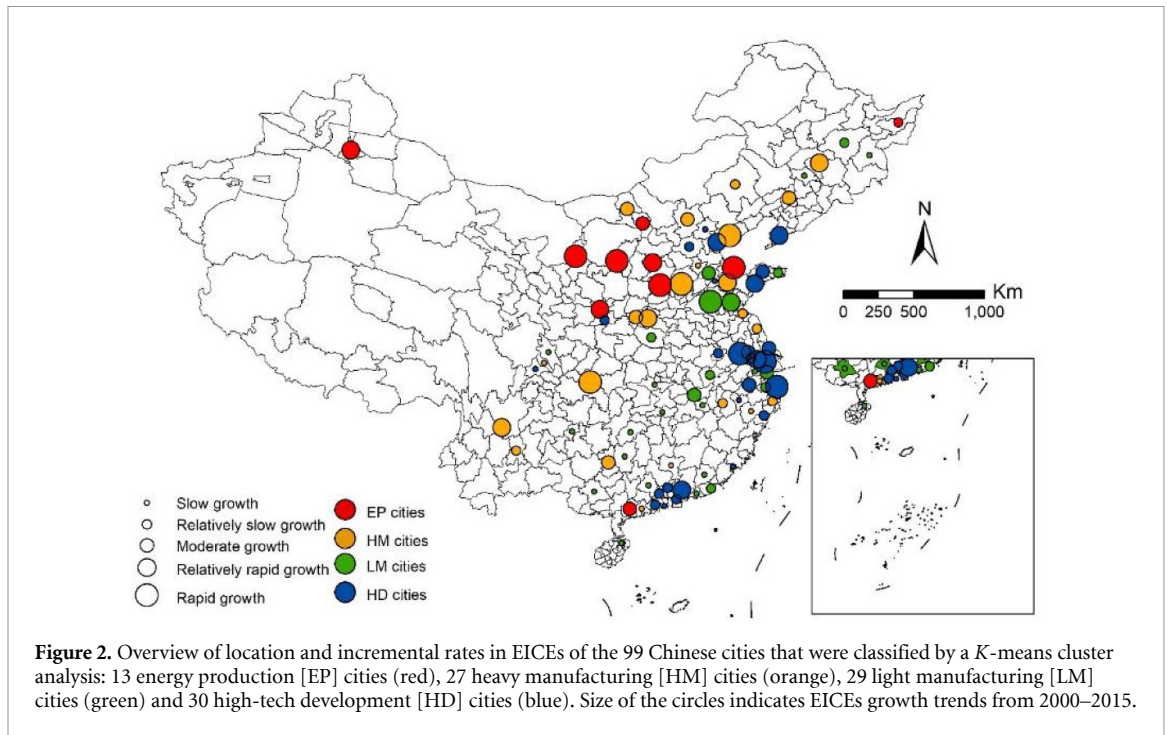 N
Km
0 250 500 1,000
Slow growth
Relatively slow growth
Moderate growth
Relatively rapid growth
Rapid growth
EP cities
HM cities
LM cities
HD cities
Figure 2. Overview of location and incremental rates in EICEs of the 99 Chinese cities that were classified by a K-means cluster
analysis: 13 energy production [EP] cities (red), 27 heavy manufacturing [HM] cities (orange), 29 light manufacturing [LM]
cities (green) and 30 high-tech development [HD] cities (blue). Size of the circles indicates EICEs growth trends from 2000–2015.